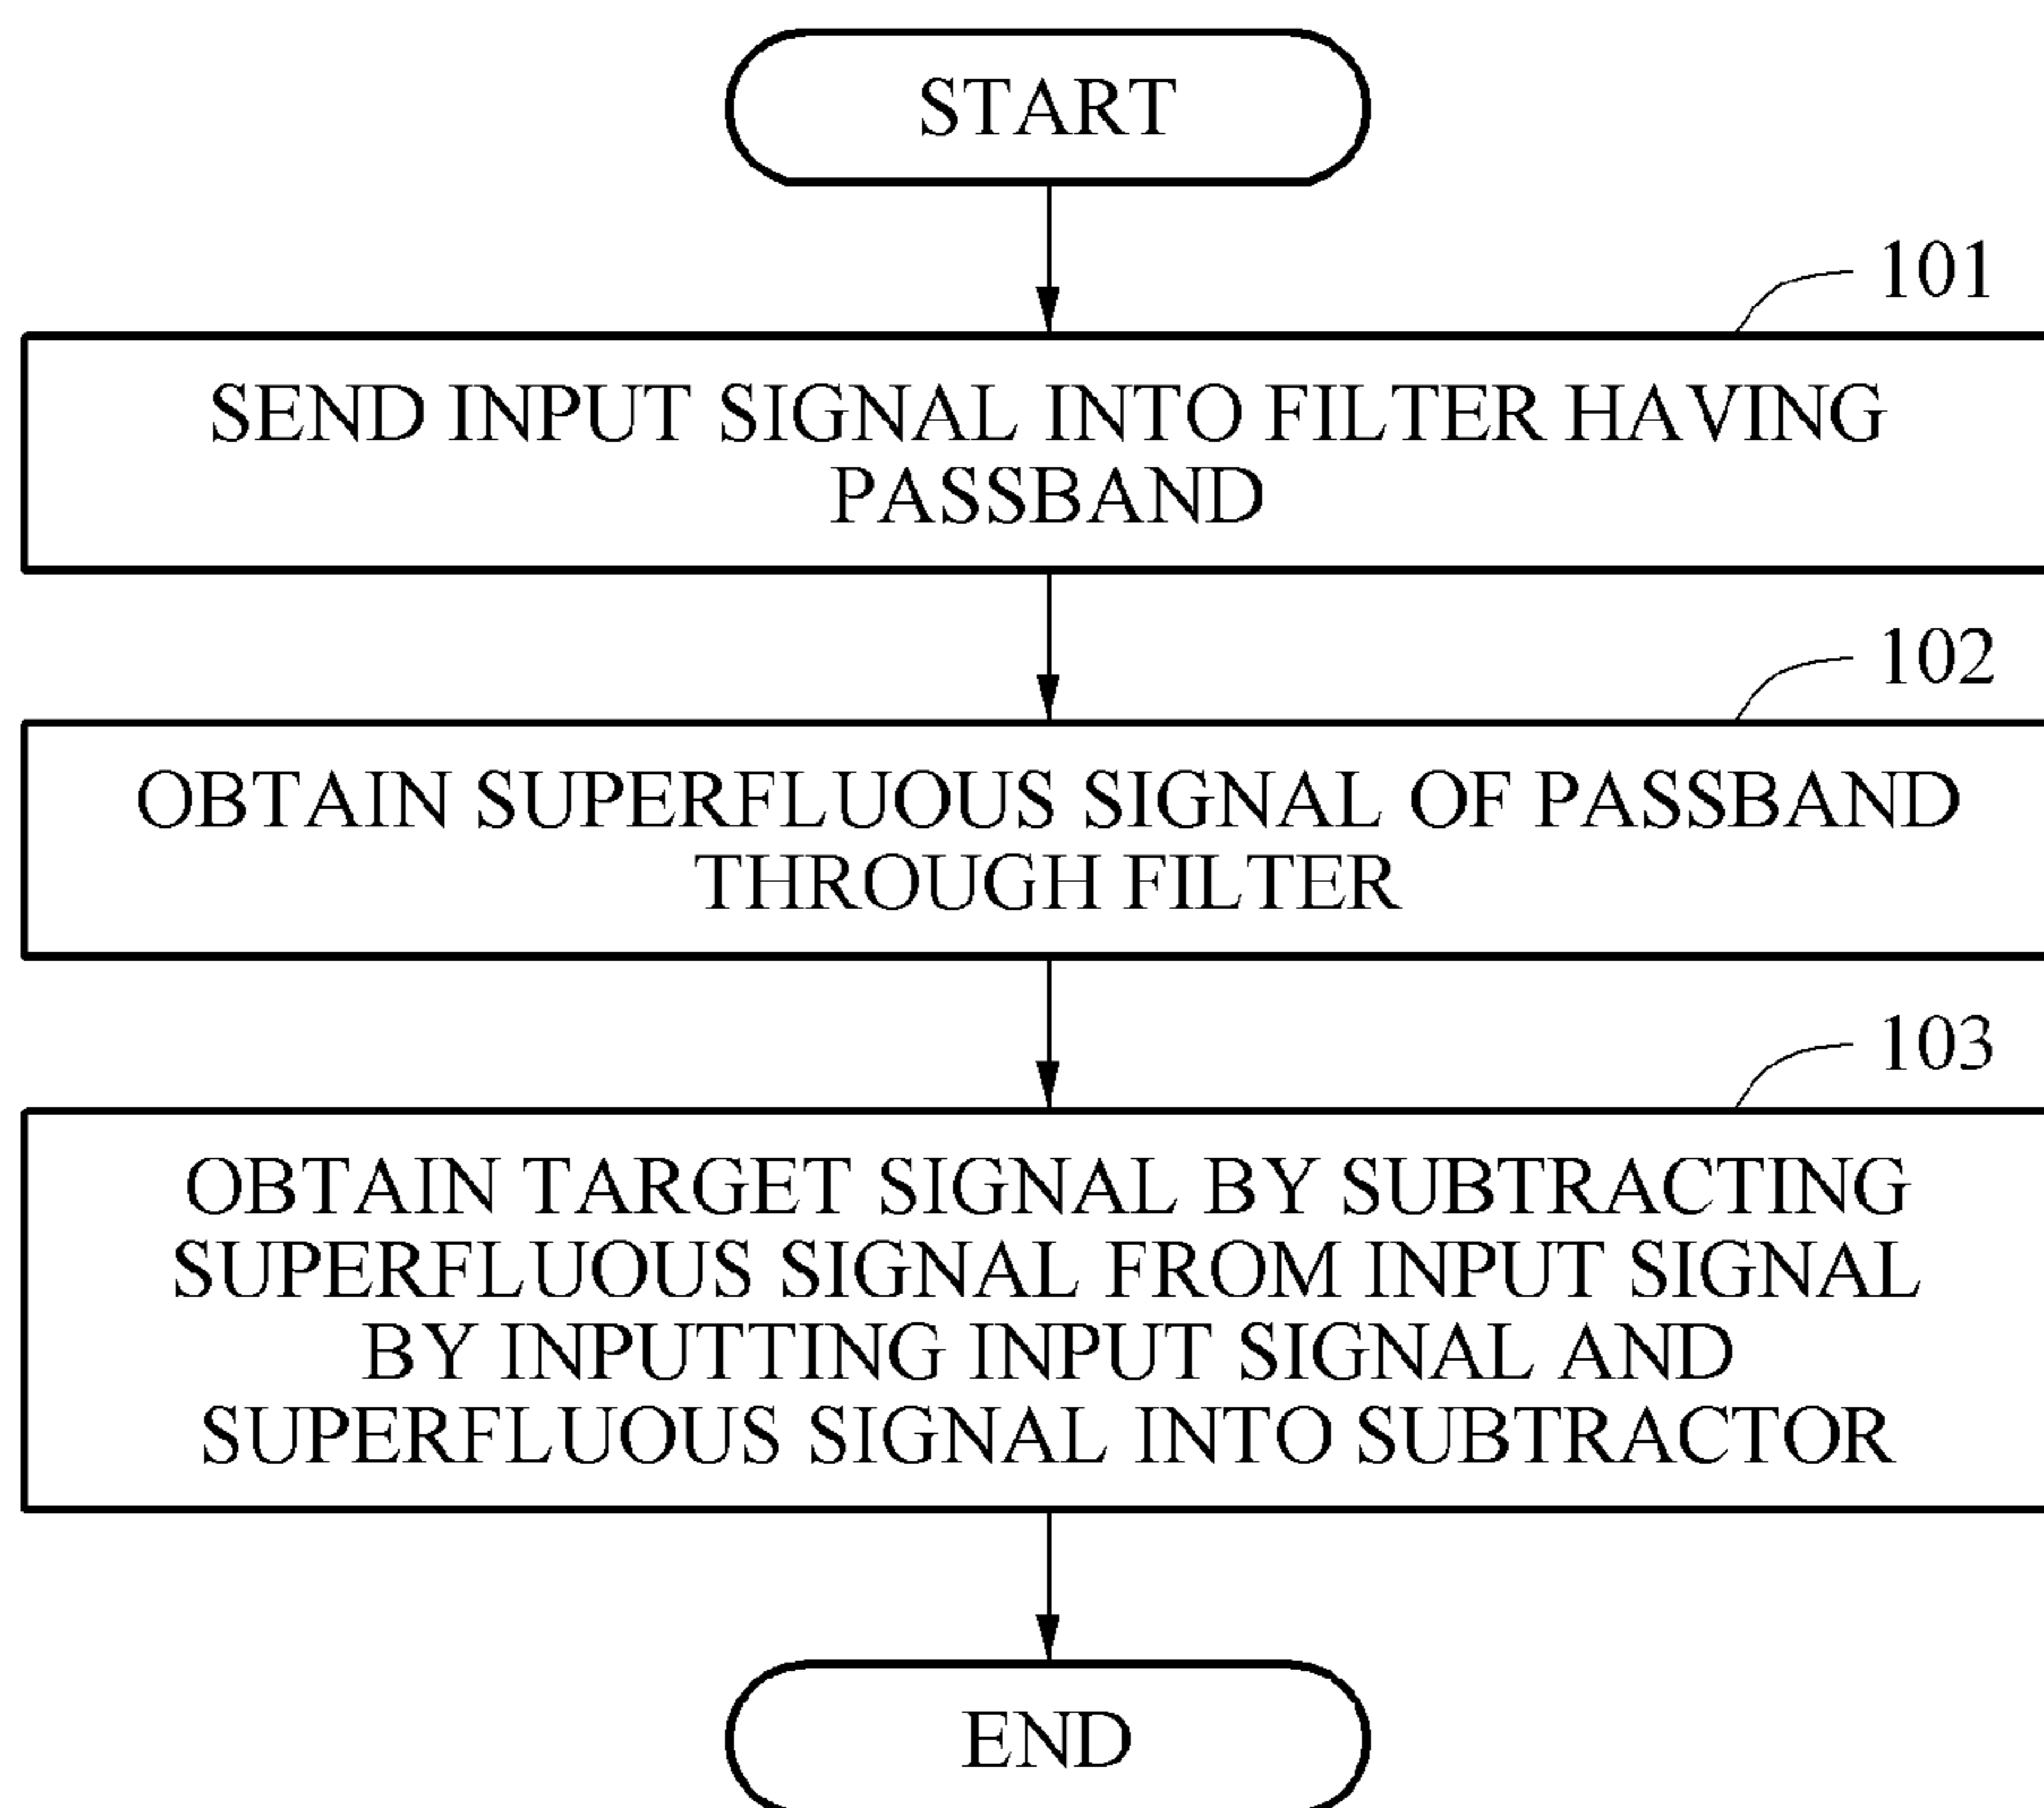 START
101
SEND INPUT SIGNAL INTO FILTER HAVING
PASSBAND
102
OBTAIN SUPERFLUOUS SIGNAL OF PASSBAND
THROUGH FILTER
103
OBTAIN TARGET SIGNAL BY SUBTRACTING
SUPERFLUOUS SIGNAL FROM INPUT SIGNAL
BY INPUTTING INPUT SIGNAL AND
SUPERFLUOUS SIGNAL INTO SUBTRACTOR
END